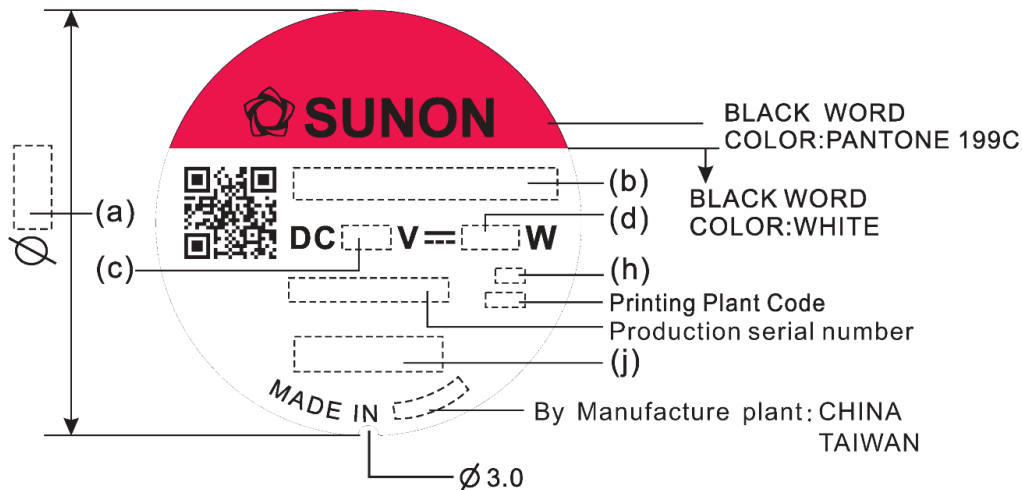 SUNON
BLACK WORD
COLOR:PANTONE 199C
(b)
BLACK WORD
COLOR:WHITE
(a)
Ø
(d)
DC V⎓ W
(c)
(h)
Printing Plant Code
Production serial number
(j)
MADE IN
By Manufacture plant: CHINA
TAIWAN
Ø 3.0